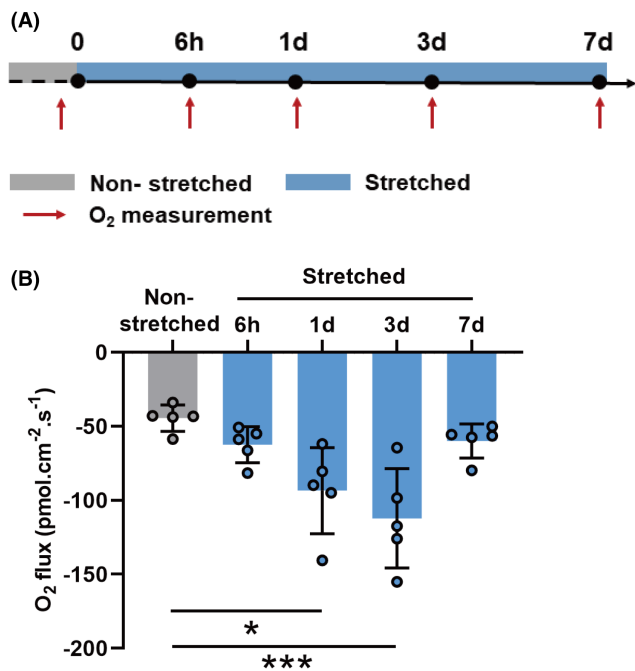 (A)
0 6h 1d 3d 7d
Non- stretched Stretched
O₂ measurement
(B)
Stretched
Non-
stretched 6h 1d 3d 7d
0
-50
-100
-150
-200
O₂ flux (pmol.cm⁻².s⁻¹)
*
***